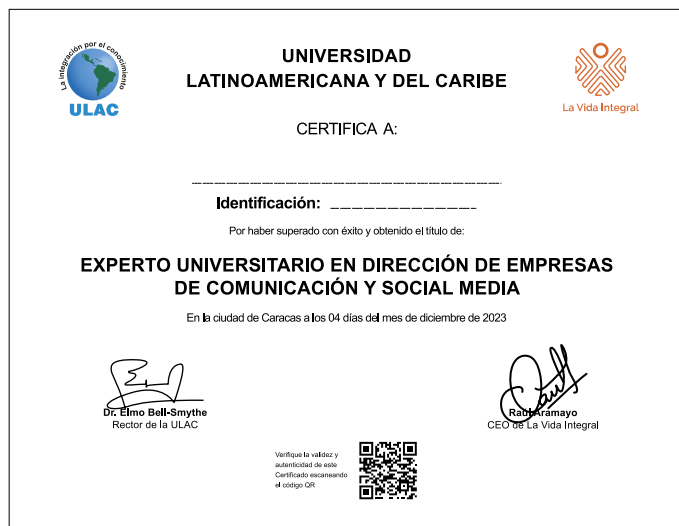 La integración por el conocimiento
ULAC
UNIVERSIDAD
LATINOAMERICANA Y DEL CARIBE
La Vida Integral
CERTIFICA A:
Identificación:
Por haber superado con éxito y obtenido el título de:
EXPERTO UNIVERSITARIO EN DIRECCIÓN DE EMPRESAS
DE COMUNICACIÓN Y SOCIAL MEDIA
En la ciudad de Caracas a los 04 días del mes de diciembre de 2023
Dr. Elmo Bell-Smythe
Rector de la ULAC
Raúl Aramayo
CEO de La Vida Integral
Verifique la validez y
autenticidad de este
Certificado escaneando
el código QR